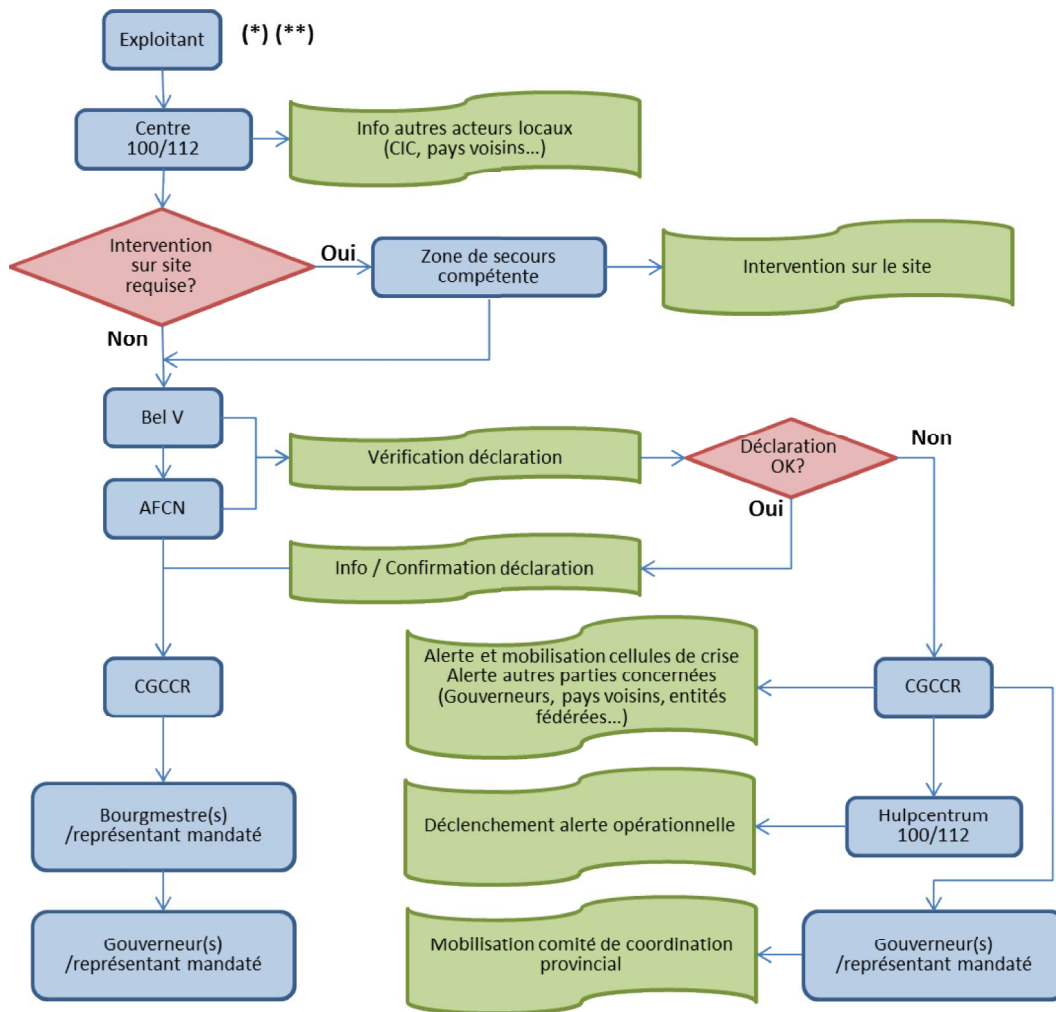 Exploitant
(*) (**)
Centre
100/112
Info autres acteurs locaux
(CIC, pays voisins...)
Intervention
sur site
requise?
Oui
Zone de secours
compétente
Intervention sur le site
Non
Bel V
Vérification déclaration
Déclaration
OK?
Non
AFCN
Oui
Info / Confirmation déclaration
Alerte et mobilisation cellules de crise
Alerte autres parties concernées
(Gouverneurs, pays voisins, entités
fédérées...)
CGCCR
CGCCR
Bourgmestre(s)
/représentant mandaté
Déclenchement alerte opérationnelle
Hulpcentrum
100/112
Gouverneur(s)
/représentant mandaté
Mobilisation comité de coordination
provincial
Gouverneur(s)
/représentant mandaté